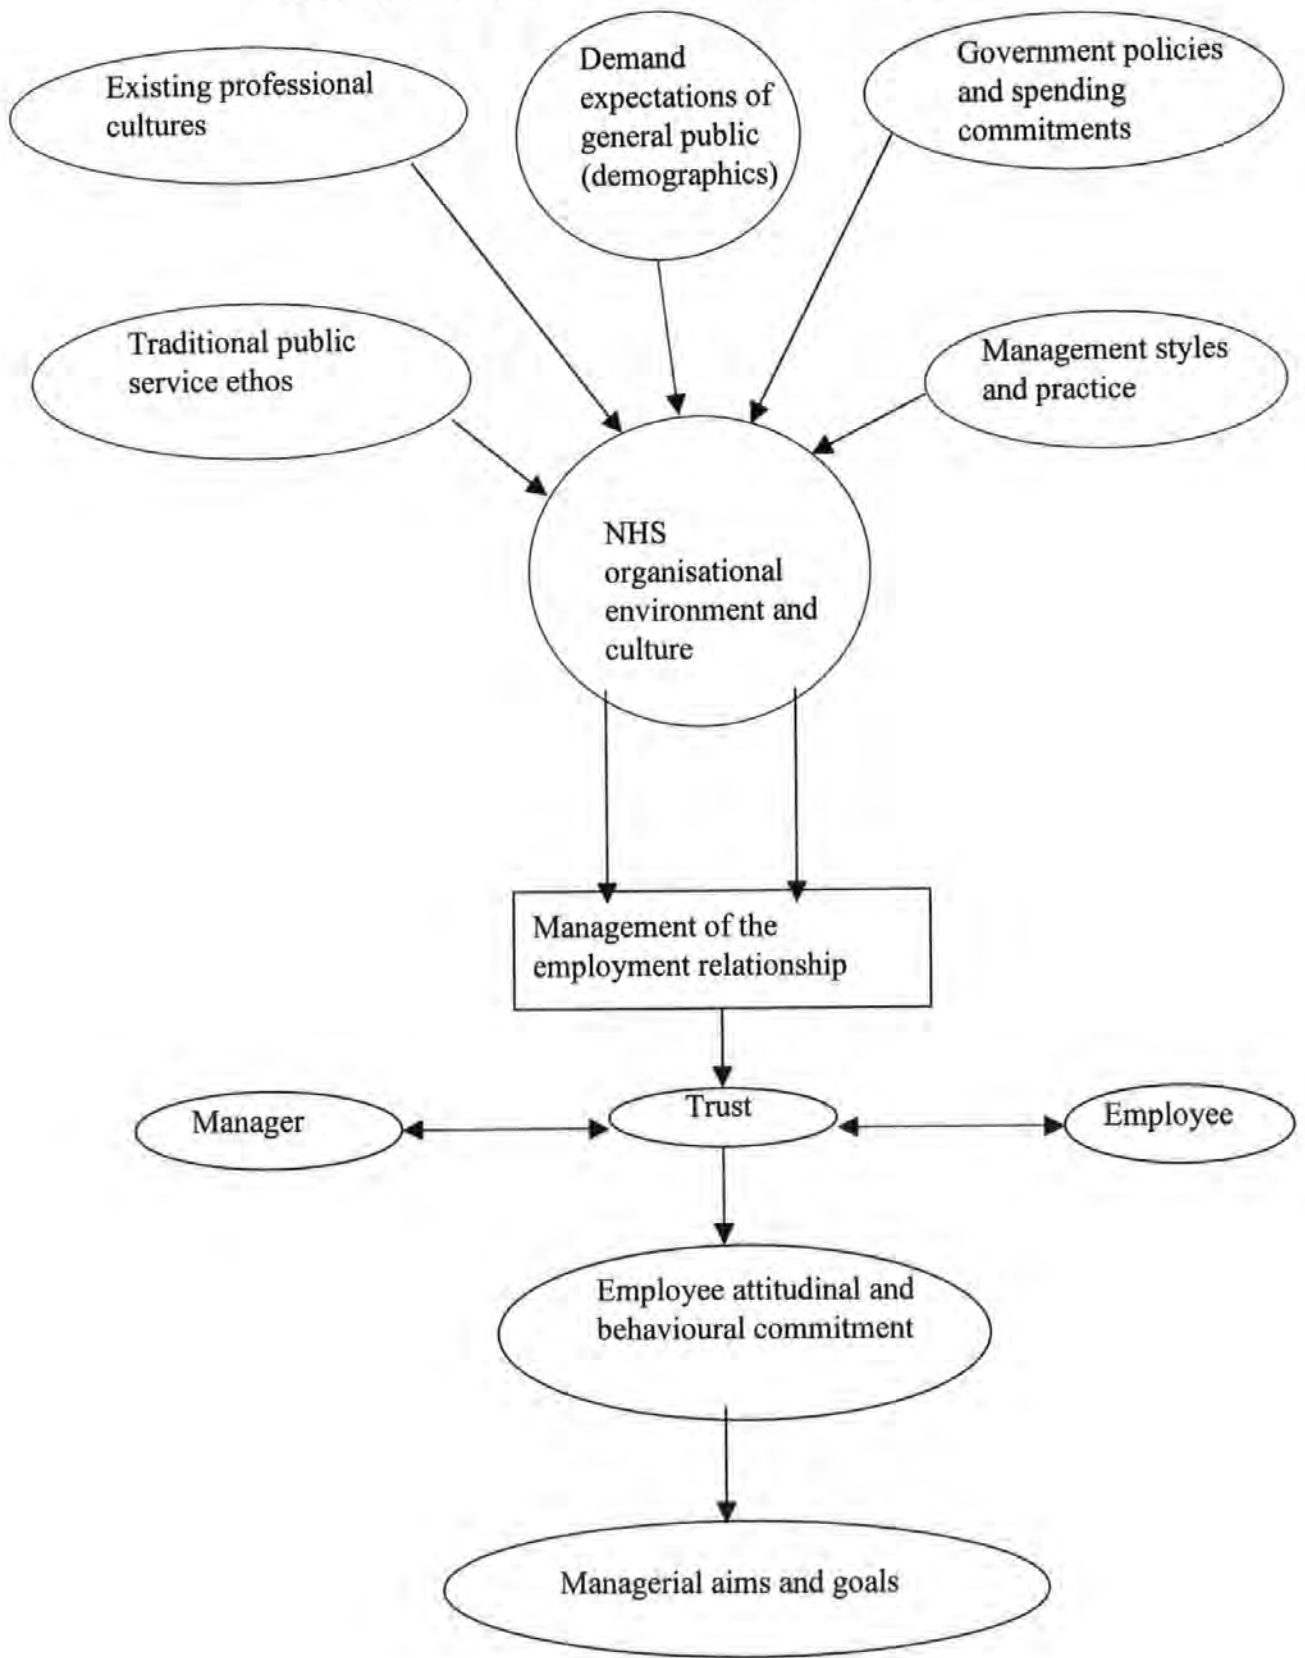 Existing professional
cultures
Demand
expectations of
general public
(demographics)
Government policies
and spending
commitments
Traditional public
service ethos
Management styles
and practice
NHS
organisational
environment and
culture
Management of the
employment relationship
Manager
Trust
Employee
Employee attitudinal and
behavioural commitment
Managerial aims and goals